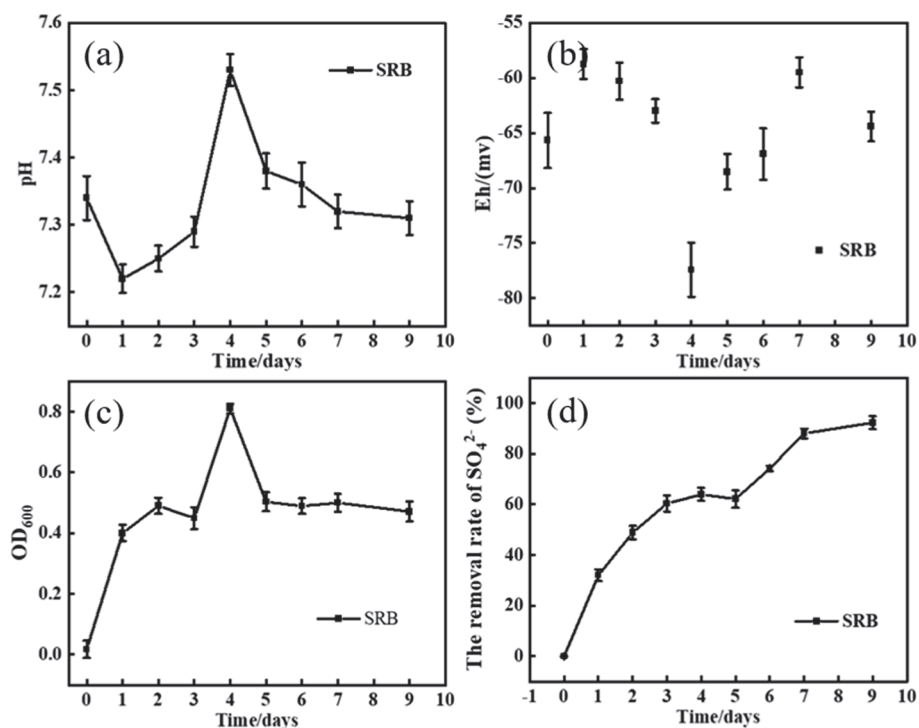 (a)
SRB
pH
7.6
7.5
7.4
7.3
7.2
0 1 2 3 4 5 6 7 8 9 10
Time/days
(b)
SRB
Eh/(mv)
-55
-60
-65
-70
-75
-80
0 1 2 3 4 5 6 7 8 9 10
Time/days
(c)
SRB
OD600
0.8
0.6
0.4
0.2
0.0
0 1 2 3 4 5 6 7 8 9 10
Time/days
(d)
SRB
The removal rate of SO₄²⁻ (%)
100
80
60
40
20
0
-1 0 1 2 3 4 5 6 7 8 9 10
Time/days